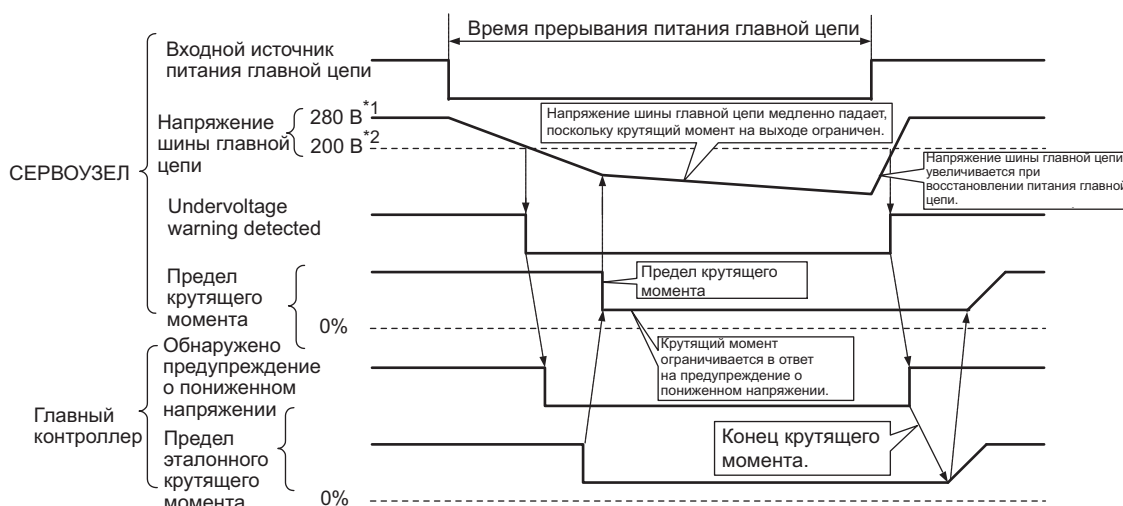 Время прерывания питания главной цепи
Входной источник
питания главной цепи
Напряжение шины главной цепи медленно падает,
поскольку крутящий момент на выходе ограничен.
280 В*1
Напряжение
шины главной
цепи
200 В*2
Напряжение шины главной цепи
увеличивается при
восстановлении питания главной
цепи.
СЕРВОУЗЕЛ
Undervoltage
warning detected
Предел
крутящего
момента
Предел крутящего
момента
0%
Крутящий момент
ограничивается в ответ
на предупреждение о
пониженном напряжении.
Обнаружено
предупреждение
о пониженном
напряжении
Главный
контроллер
Предел
эталонного
крутящего
момента
Конец крутящего
момента.
0%